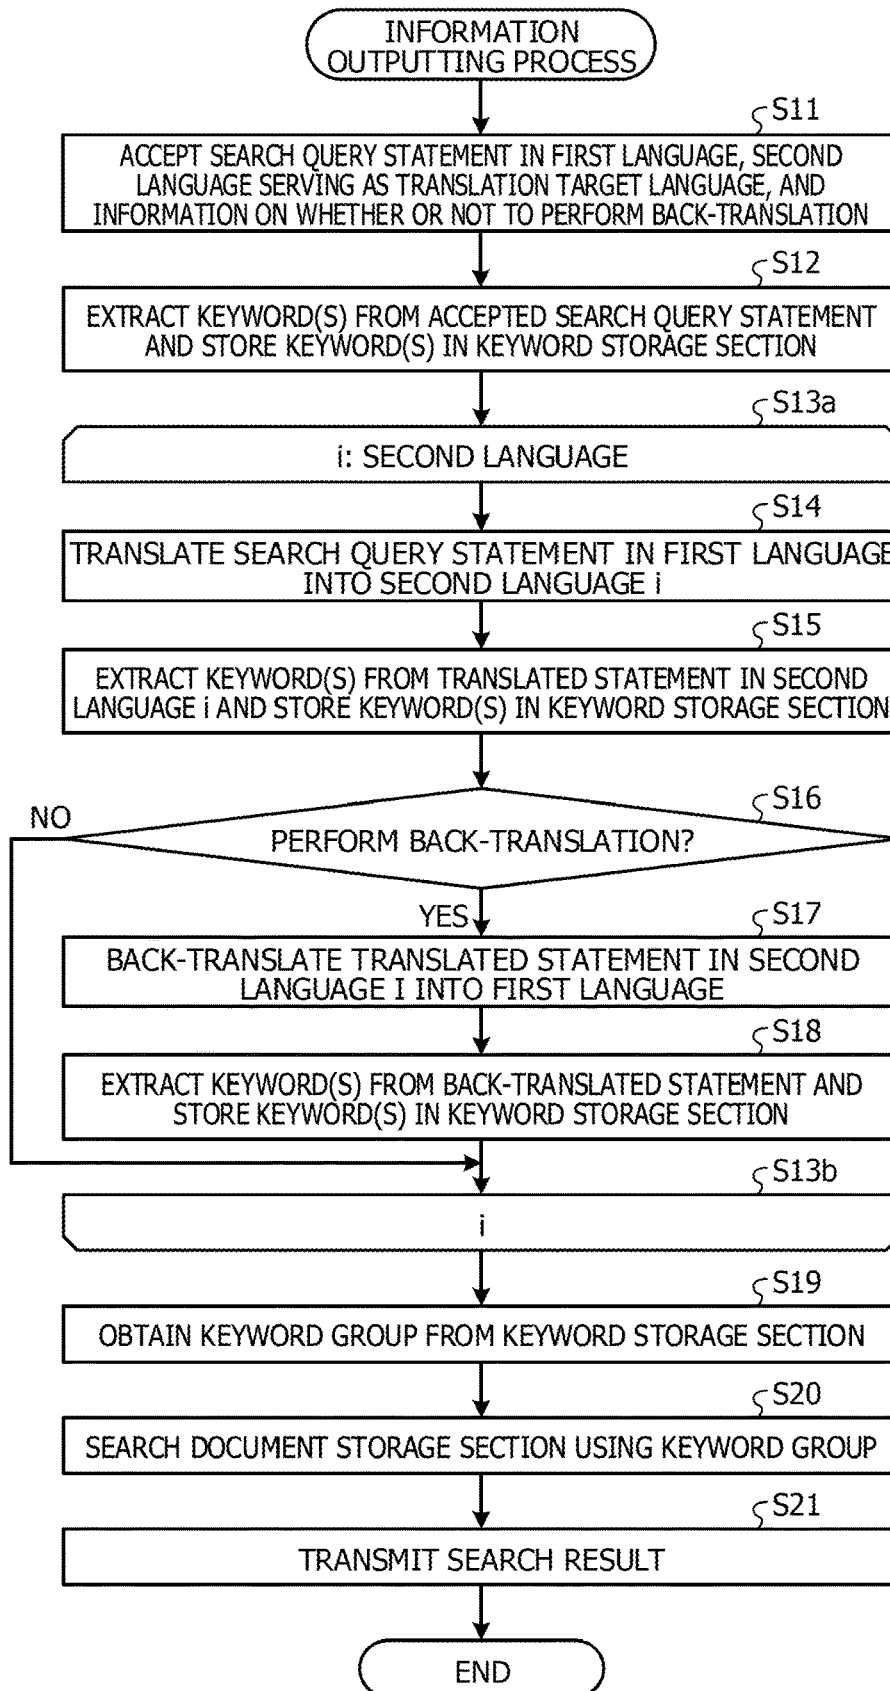 INFORMATION
OUTPUTTING PROCESS
S11
ACCEPT SEARCH QUERY STATEMENT IN FIRST LANGUAGE, SECOND
LANGUAGE SERVING AS TRANSLATION TARGET LANGUAGE, AND
INFORMATION ON WHETHER OR NOT TO PERFORM BACK-TRANSLATION
S12
EXTRACT KEYWORD(S) FROM ACCEPTED SEARCH QUERY STATEMENT
AND STORE KEYWORD(S) IN KEYWORD STORAGE SECTION
S13a
i: SECOND LANGUAGE
S14
TRANSLATE SEARCH QUERY STATEMENT IN FIRST LANGUAGE
INTO SECOND LANGUAGE i
S15
EXTRACT KEYWORD(S) FROM TRANSLATED STATEMENT IN SECOND
LANGUAGE i AND STORE KEYWORD(S) IN KEYWORD STORAGE SECTION
S16
NO
PERFORM BACK-TRANSLATION?
YES
S17
BACK-TRANSLATE TRANSLATED STATEMENT IN SECOND
LANGUAGE I INTO FIRST LANGUAGE
S18
EXTRACT KEYWORD(S) FROM BACK-TRANSLATED STATEMENT AND
STORE KEYWORD(S) IN KEYWORD STORAGE SECTION
S13b
i
S19
OBTAIN KEYWORD GROUP FROM KEYWORD STORAGE SECTION
S20
SEARCH DOCUMENT STORAGE SECTION USING KEYWORD GROUP
S21
TRANSMIT SEARCH RESULT
END